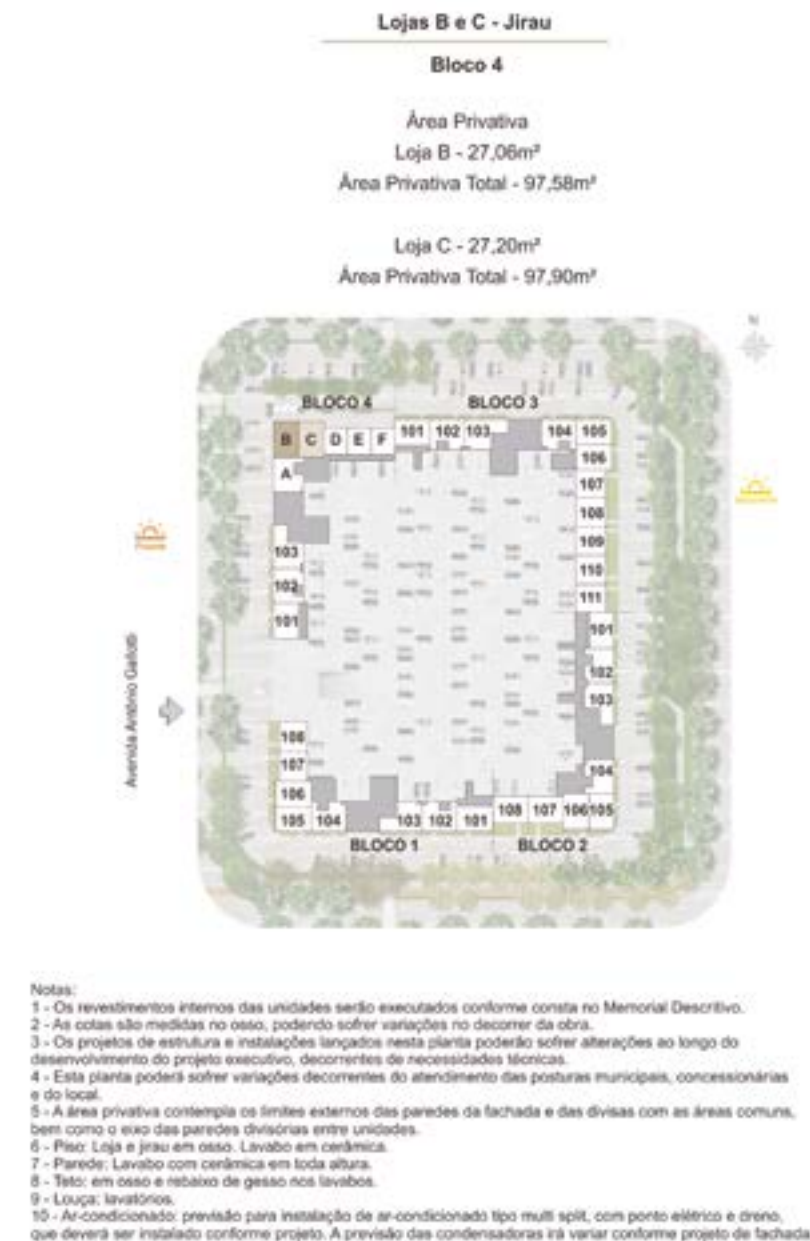 Lojas B e C - Jirau
Bloco 4
Área Privativa
Loja B - 27,06m²
Área Privativa Total - 97,58m²
Loja C - 27,20m²
Área Privativa Total - 97,90m²
N
BLOCO 4
BLOCO 3
B C D E F 101 102 103 104 105
A
106
107
108
109
110
111
103
102
101
101
102
103
104
Avenida Antônio Gallotti
108
107
106
105 104 103 102 101 108 107 106 105
BLOCO 1
BLOCO 2
Notas:
1 - Os revestimentos internos das unidades serão executados conforme consta no Memorial Descritivo.
2 - As cotas são medidas no osso, podendo sofrer variações no decorrer da obra.
3 - Os projetos de estrutura e instalações lançados nesta planta poderão sofrer alterações ao longo do
desenvolvimento do projeto executivo, decorrentes de necessidades técnicas.
4 - Esta planta poderá sofrer variações decorrentes do atendimento das posturas municipais, concessionárias
e do local.
5 - A área privativa contempla os limites externos das paredes da fachada e das divisas com as áreas comuns,
bem como o eixo das paredes divisórias entre unidades.
6 - Piso: Loja e jirau em osso. Lavabo em cerâmica.
7 - Parede: Lavabo com cerâmica em toda altura.
8 - Teto: em osso e rebaixo de gesso nos lavabos.
9 - Louça: lavatórios.
10 - Ar-condicionado: previsão para instalação de ar-condicionado tipo multi split, com ponto elétrico e dreno,
que deverá ser instalado conforme projeto. A previsão das condensadoras irá variar conforme projeto de fachada